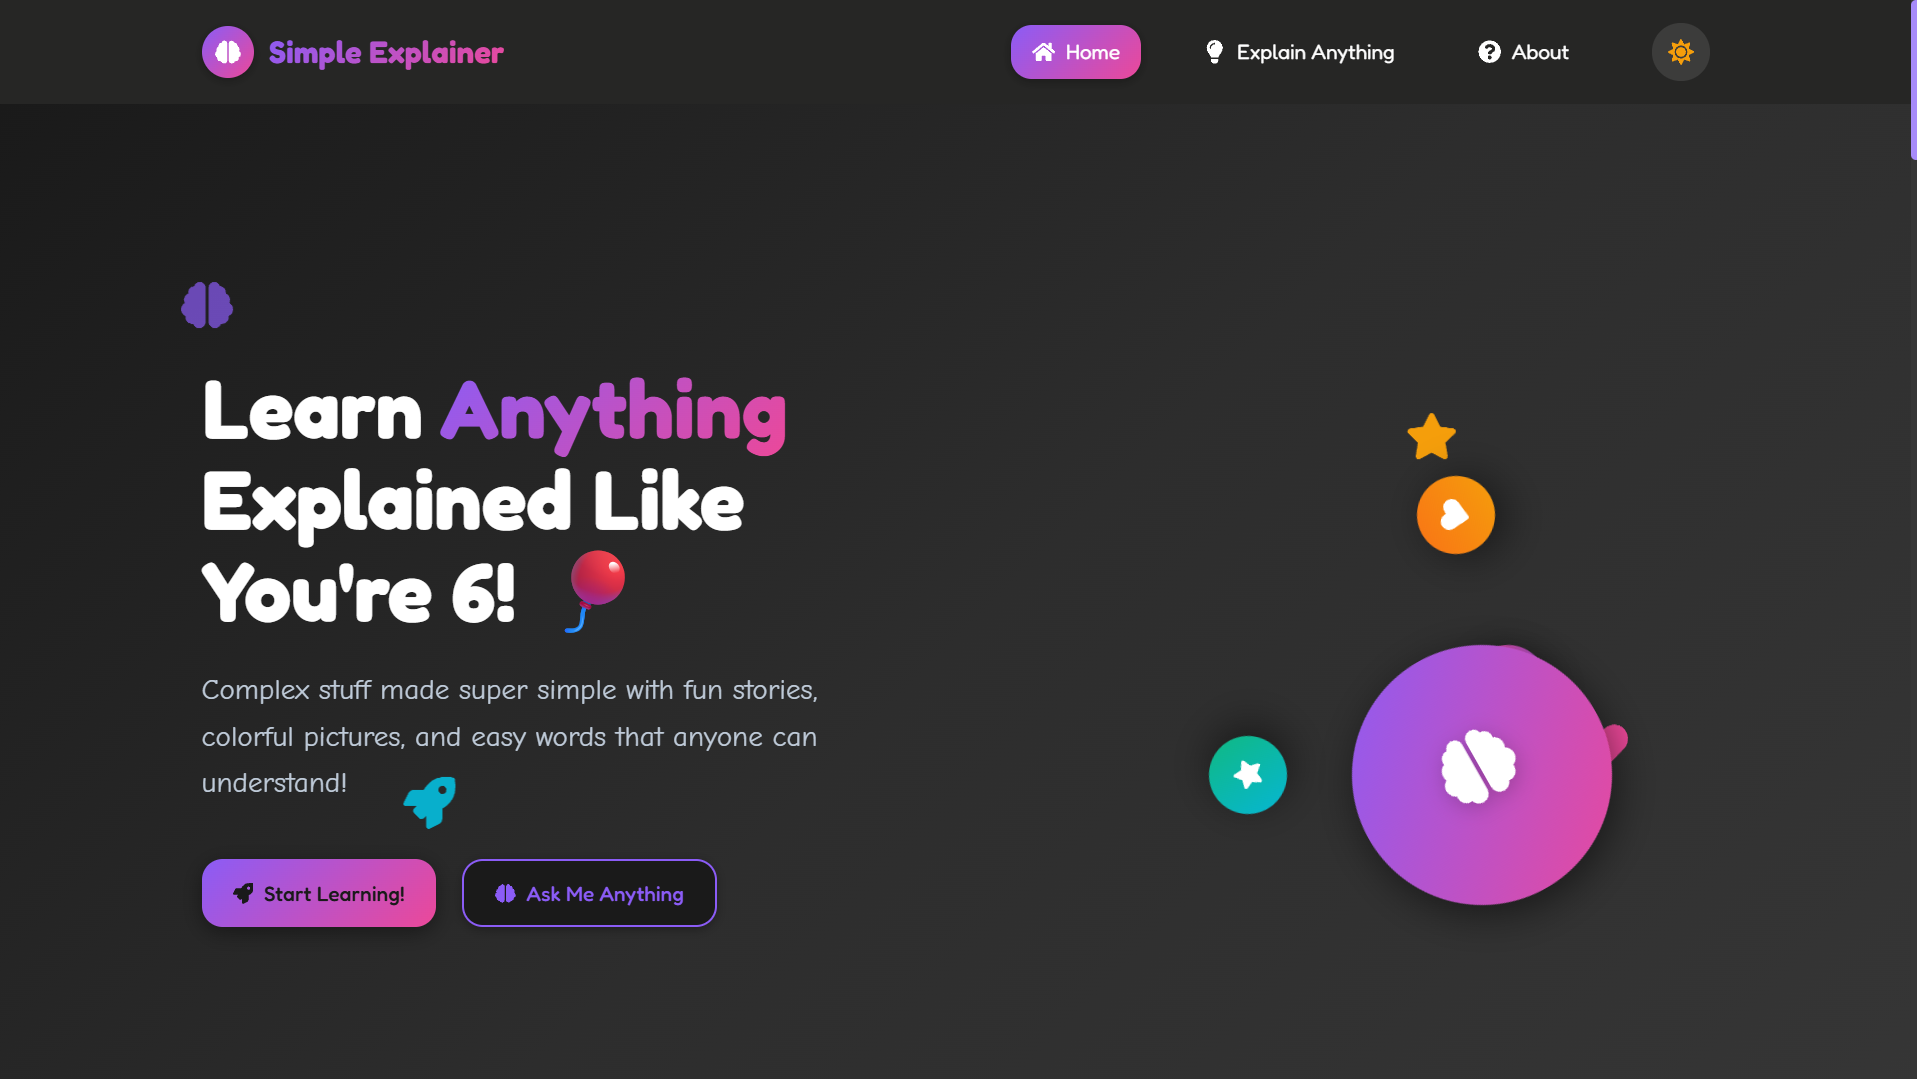 Simple Explainer
Home
Explain Anything
About
Learn Anything
Explained Like
You're 6!
Complex stuff made super simple with fun stories,
colorful pictures, and easy words that anyone can
understand!
Start Learning!
Ask Me Anything